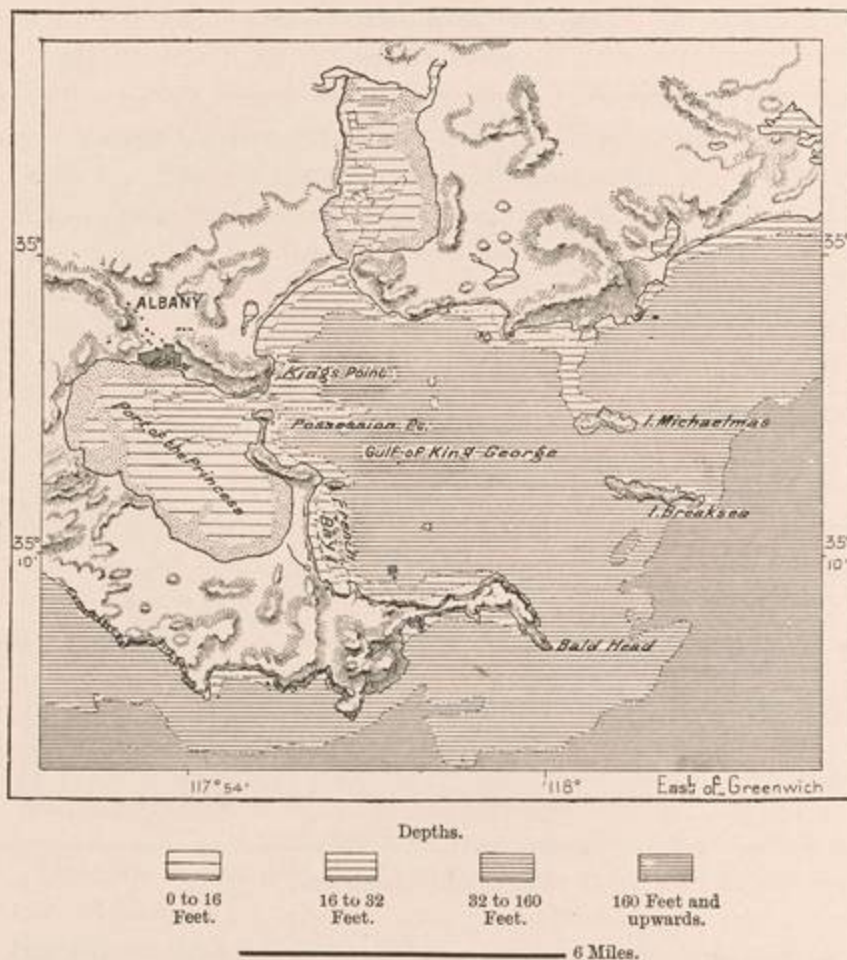 35°
35°
ALBANY
King's Point
Possession Pt.
I. Michaelmas
Gulf of King George
Port of the Princess
I. Breaksea
French Bay
35°
10'
35°
10'
Bald Head
117° 54'
118°
East of Greenwich
Depths.
0 to 16
Feet.
16 to 32
Feet.
32 to 160
Feet.
160 Feet and
upwards.
6 Miles.